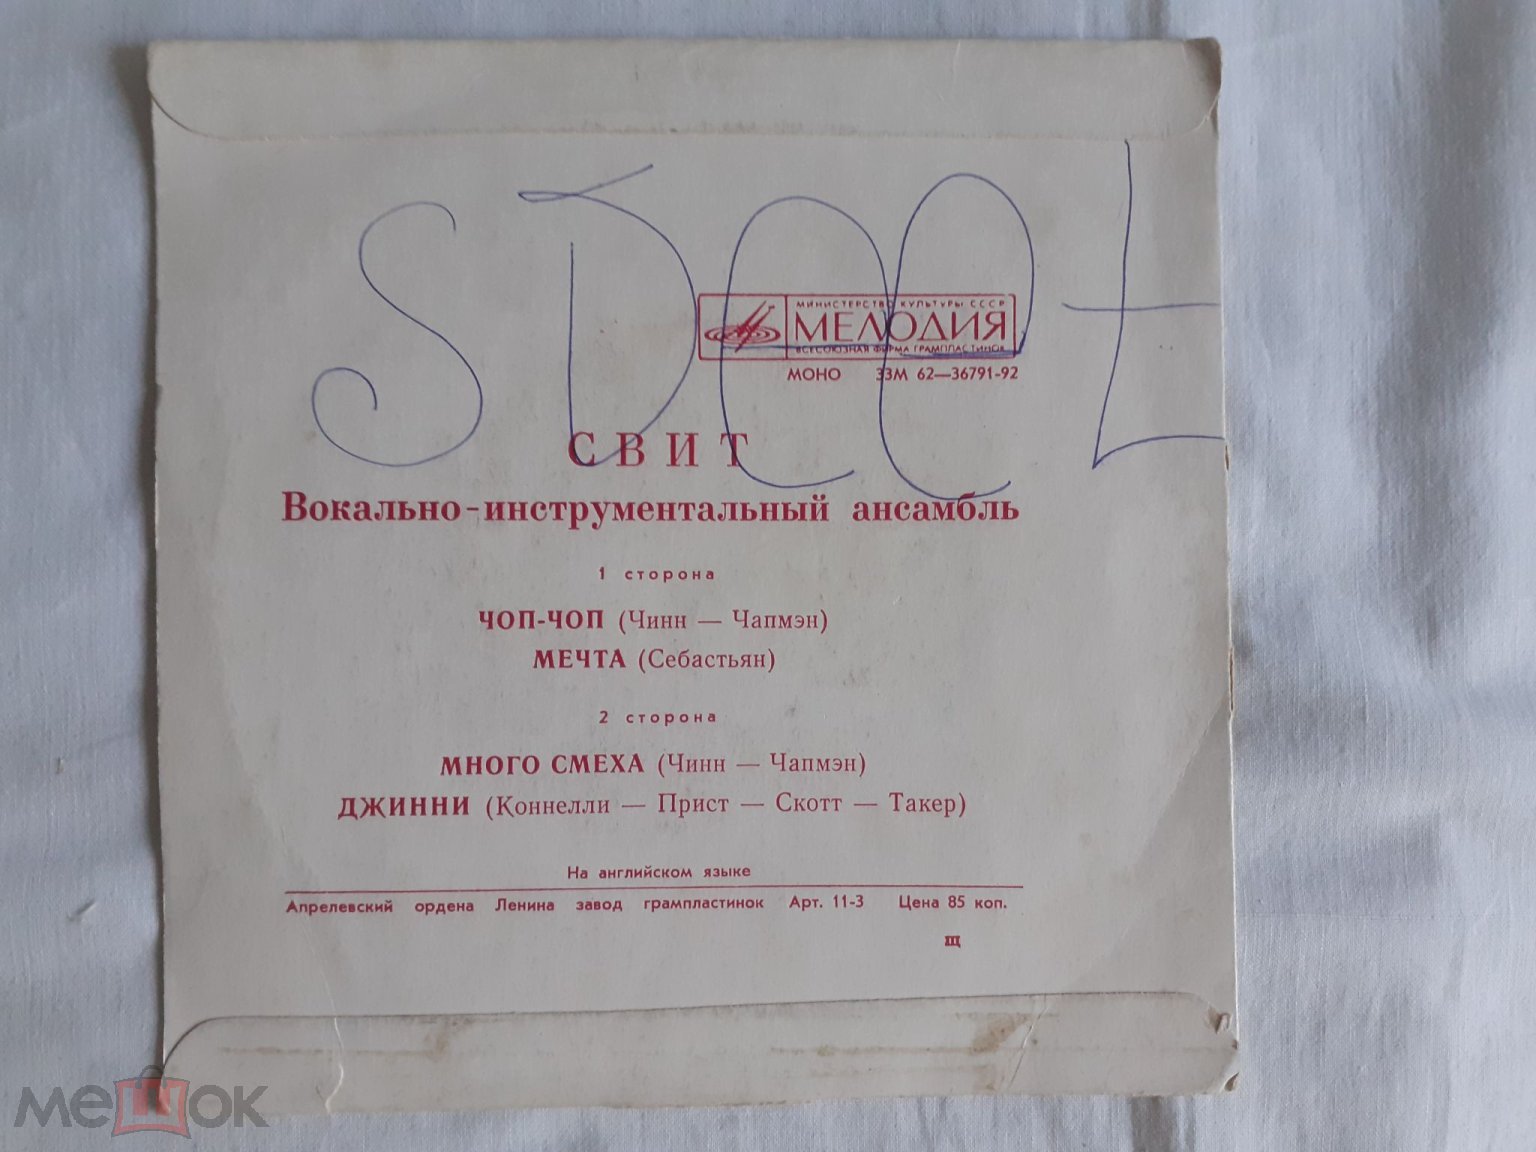 SDeet
МИНИСТЕРСТВО КУЛЬТУРЫ СССР
МЕЛОДИЯ
ВСЕСОЮЗНАЯ ФИРМА ГРАМПЛАСТИНОК
МОНО 33М 62—36791-92
СВИТ
Вокально-инструментальный ансамбль
1 сторона
ЧОП-ЧОП (Чинн — Чапмэн)
МЕЧТА (Себастьян)
2 сторона
МНОГО СМЕХА (Чинн — Чапмэн)
ДЖИННИ (Коннелли — Прист — Скотт — Такер)
На английском языке
Апрелевский ордена Ленина завод грампластинок Арт. 11-3 Цена 85 коп.
щ
мешок